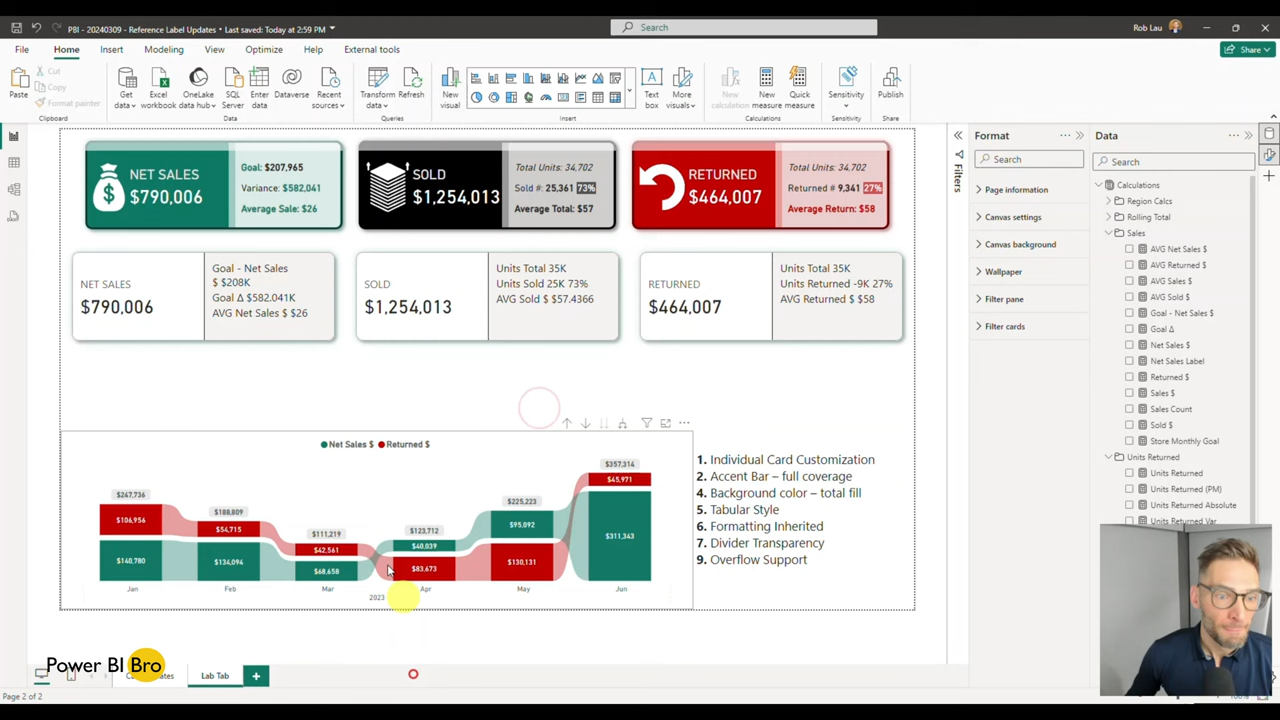 PBI - 20240309 - Reference Label Updates • Last saved: Today at 2:59 PM
Search
Rob Lau
File
Home
Insert
Modeling
View
Optimize
Help
External tools
Share
Paste
Cut
Copy
Format painter
Get data
Excel workbook
OneLake data hub
SQL Server
Enter data
Dataverse
Recent sources
Transform data
Refresh
New visual
Text box
More visuals
New calculation
New measure
Quick measure
Sensitivity
Publish
Clipboard
Data
Queries
Insert
Calculations
Sensitivity
Share
NET SALES
$790,006
Goal: $207,965
Variance: $582,041
Average Sale: $26
SOLD
$1,254,013
Total Units: 34,702
Sold #: 25,361 73%
Average Total: $57
RETURNED
$464,007
Total Units: 34,702
Returned # 9,341 27%
Average Return: $58
NET SALES
$790,006
Goal - Net Sales
$ $208K
Goal Δ $582.041K
AVG Net Sales $ $26
SOLD
$1,254,013
Units Total 35K
Units Sold 25K 73%
AVG Sold $ $57.4366
RETURNED
$464,007
Units Total 35K
Units Returned -9K 27%
AVG Returned $ $58
Net Sales $ Returned $
$247,736
$106,956
$140,780
Jan
$188,809
$54,715
$134,094
Feb
$111,219
$42,561
$68,658
Mar
$123,712
$40,039
$83,673
Apr
$225,223
$95,092
$130,131
May
$357,314
$45,971
$311,343
Jun
2023
1. Individual Card Customization
2. Accent Bar – full coverage
4. Background color – total fill
5. Tabular Style
6. Formatting Inherited
7. Divider Transparency
9. Overflow Support
Filters
Format
Search
Page information
Canvas settings
Canvas background
Wallpaper
Filter pane
Filter cards
Data
Search
Calculations
Region Calcs
Rolling Total
Sales
AVG Net Sales $
AVG Returned $
AVG Sales $
AVG Sold $
Goal - Net Sales $
Goal Δ
Net Sales $
Net Sales Label
Returned $
Sales $
Sales Count
Sold $
Store Monthly Goal
Units Returned
Units Returned
Units Returned (PM)
Units Returned Absolute
Units Returned Var
Power BI Bro
Lab Tab
Page 2 of 2